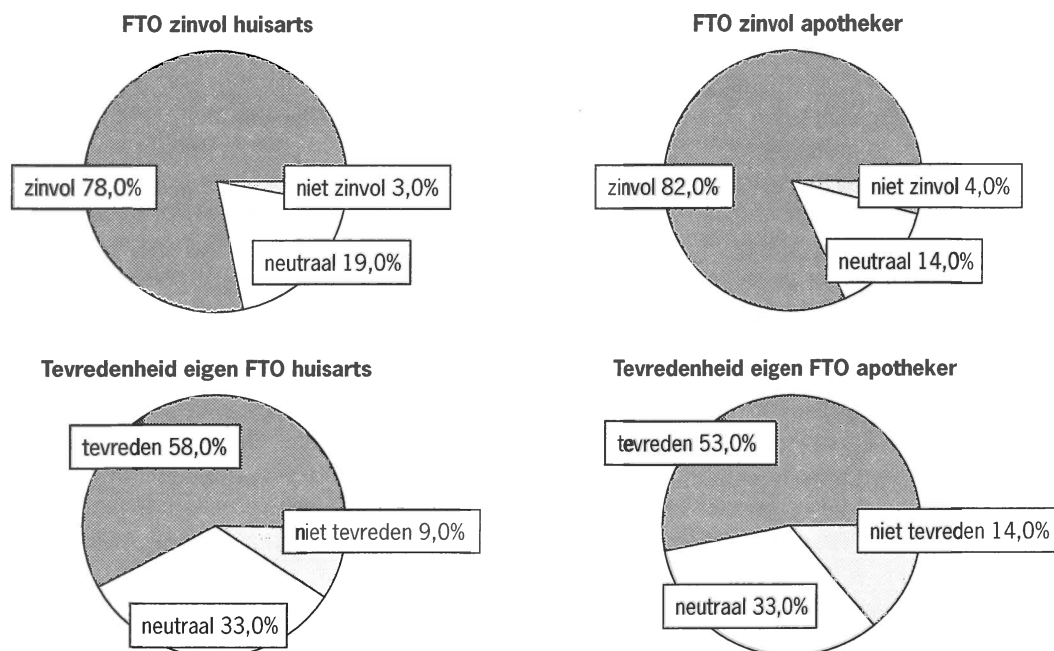 FTO zinvol huisarts
zinvol 78,0%
niet zinvol 3,0%
neutraal 19,0%
FTO zinvol apotheker
zinvol 82,0%
niet zinvol 4,0%
neutraal 14,0%
Tevredenheid eigen FTO huisarts
tevreden 58,0%
niet tevreden 9,0%
neutraal 33,0%
Tevredenheid eigen FTO apotheker
tevreden 53,0%
niet tevreden 14,0%
neutraal 33,0%